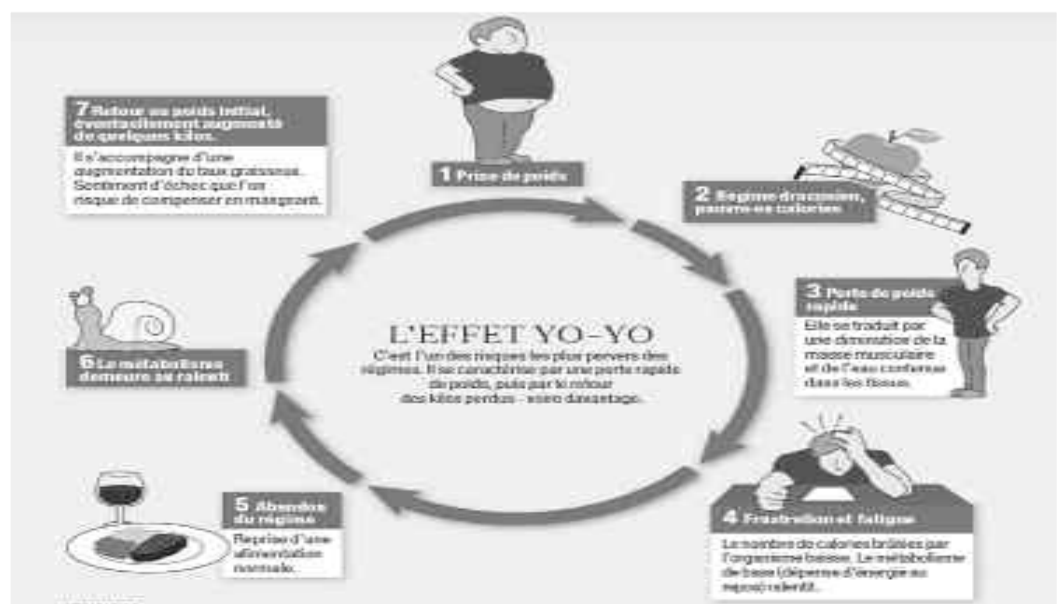 1 Prise de poids
2 Régime draconien,
pauvre en calories
3 Perte de poids
rapide
Elle se traduit par
une diminution de la
masse musculaire
et de l'eau contenue
dans les tissus.
4 Frustration et fatigue
Le nombre de calories brûlées par
l'organisme baisse. Le métabolisme
de base (dépense d'énergie au
repos) ralentit.
5 Abandon
du régime
Reprise d'une
alimentation
normale.
6 Le métabolisme
demeure au ralenti
7 Retour au poids initial,
éventuellement augmenté
de quelques kilos.
Il s'accompagne d'une
augmentation du taux graisseux.
Sentiment d'échec que l'on
risque de compenser en mangeant.
L'EFFET YO-YO
C'est l'un des risques les plus pervers des
régimes. Il se caractérise par une perte rapide
de poids, puis par le retour
des kilos perdus - voire davantage.